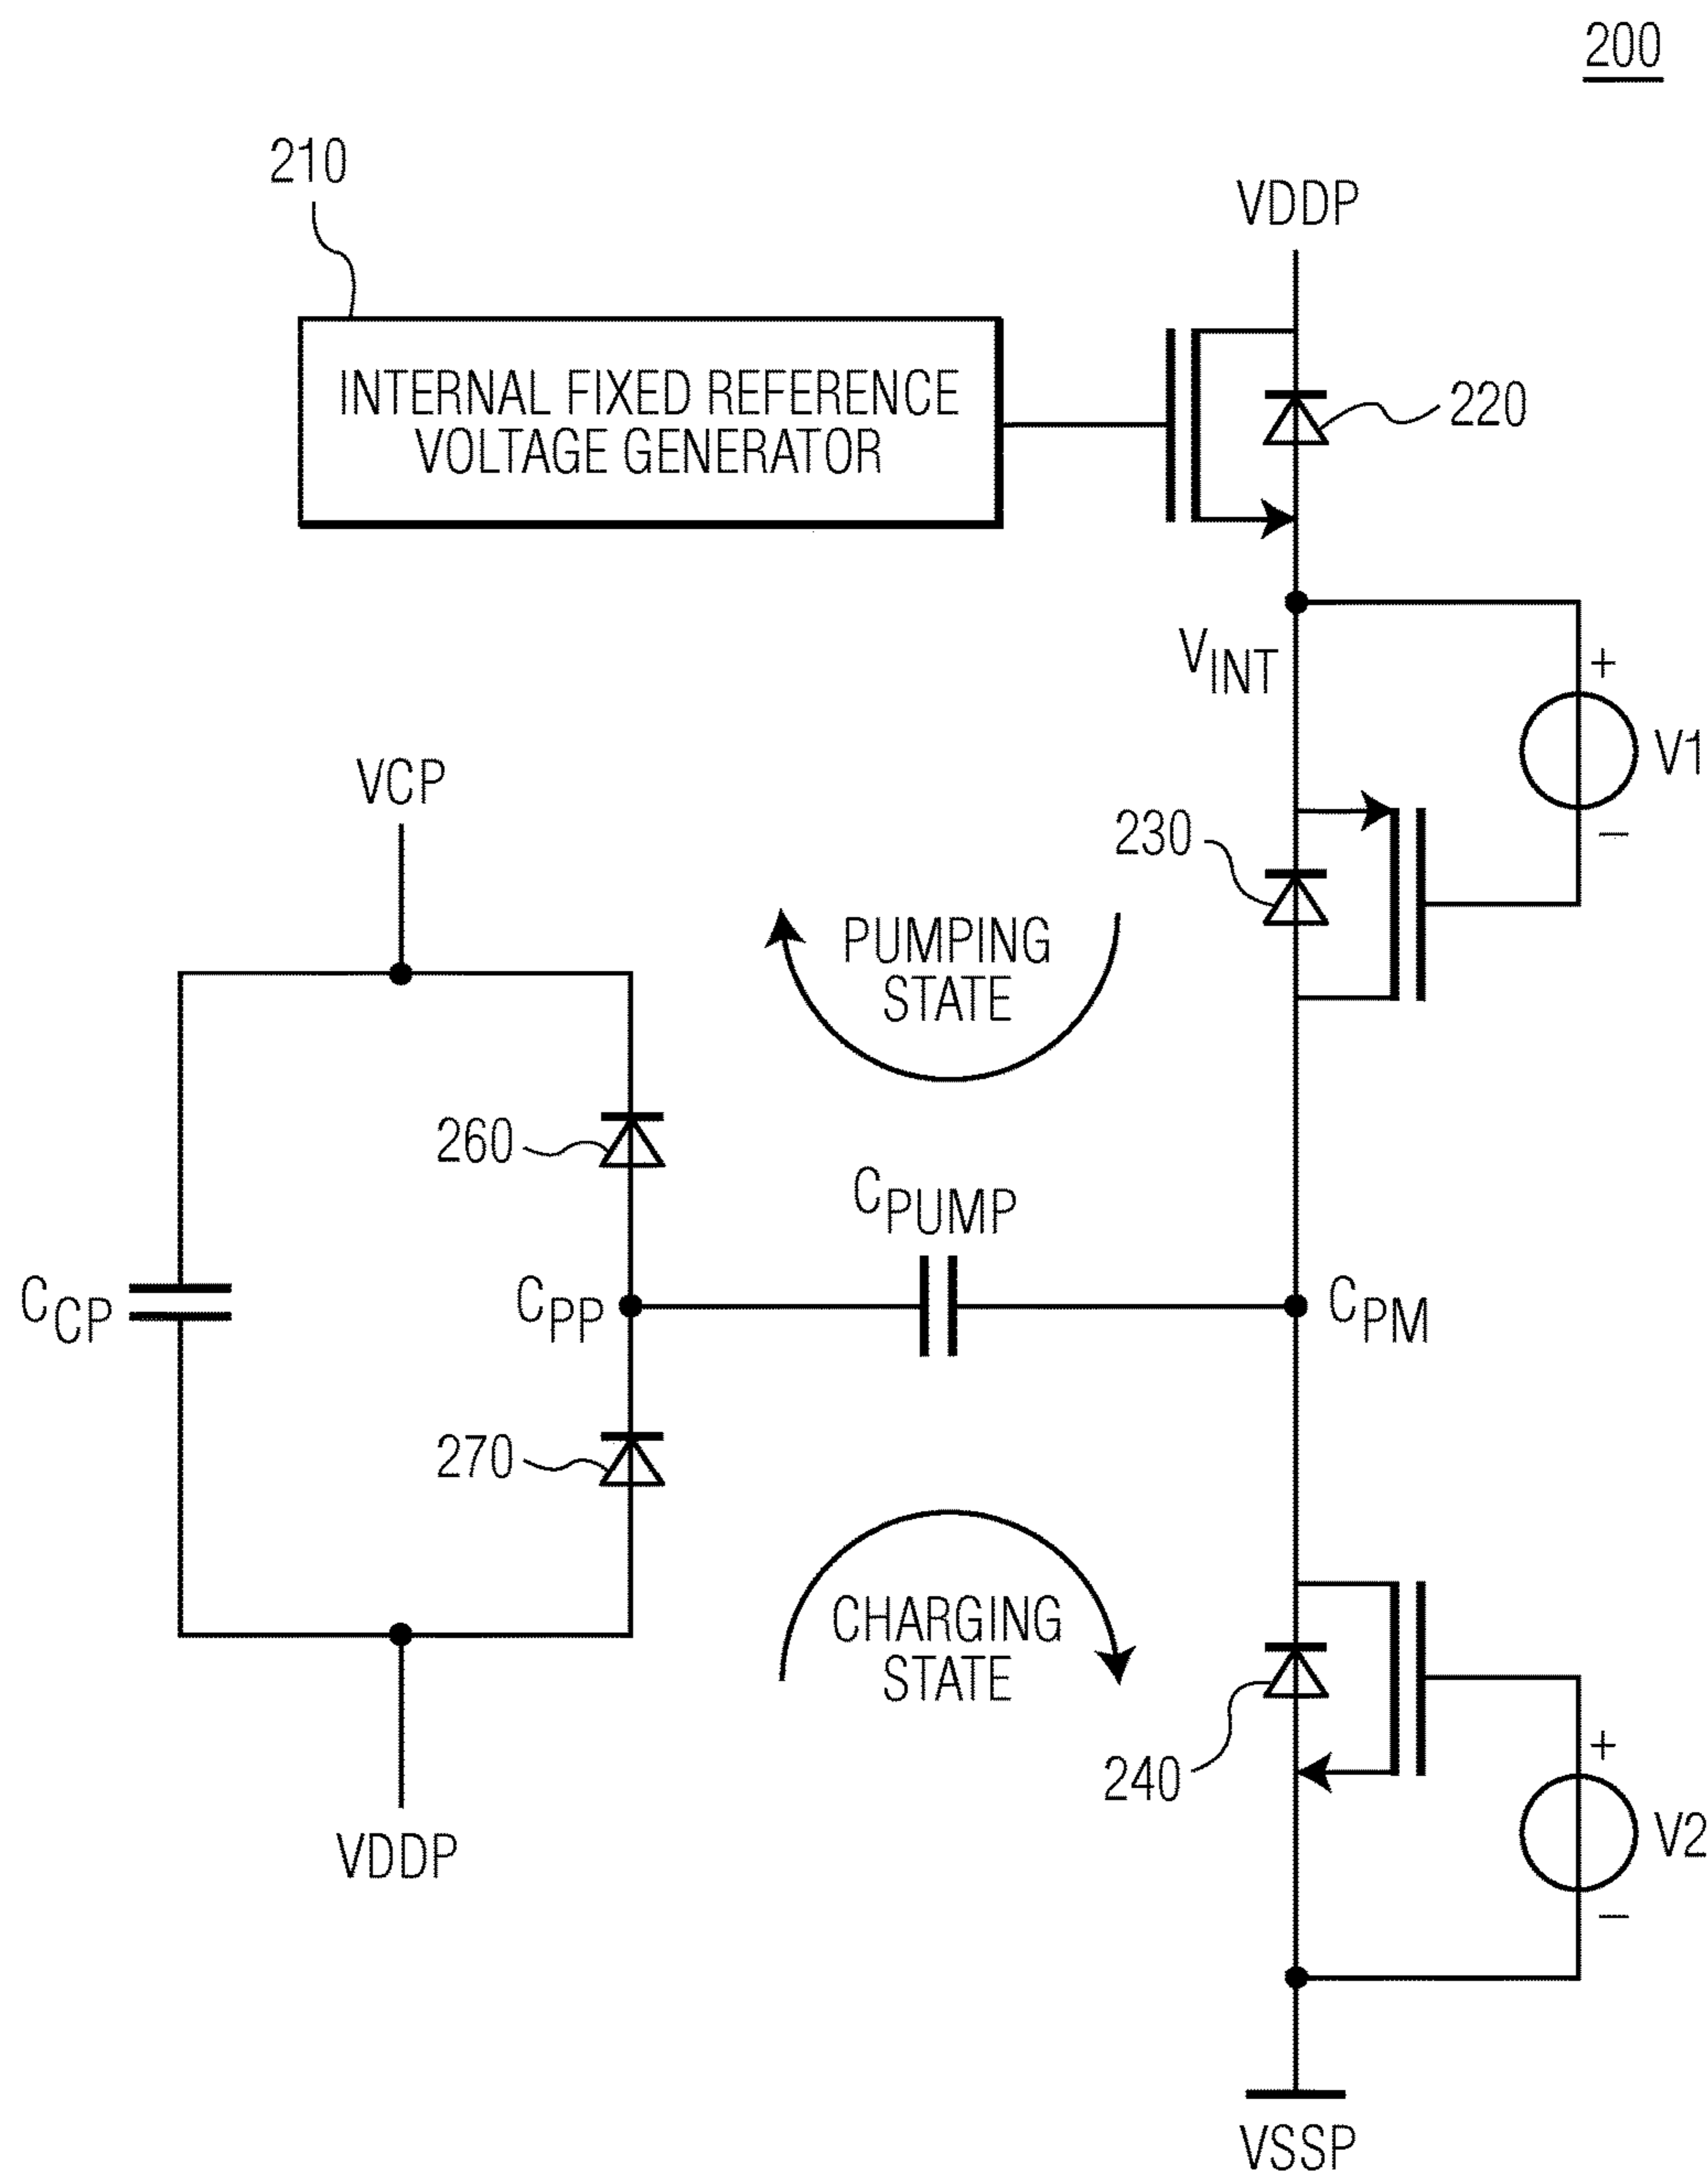 200
210
VDDP
INTERNAL FIXED REFERENCE
VOLTAGE GENERATOR
220
VINT
+
V1
−
VCP
230
PUMPING
STATE
260
CPUMP
CCP
CPP
CPM
270
CHARGING
STATE
240
+
V2
−
VDDP
VSSP